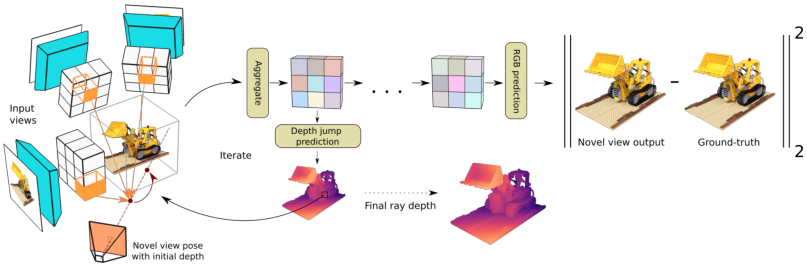 Input
views
Aggregate
. . .
RGB prediction
2
2
Depth jump
prediction
Iterate
Final ray depth
Novel view output
Ground-truth
Novel view pose
with initial depth